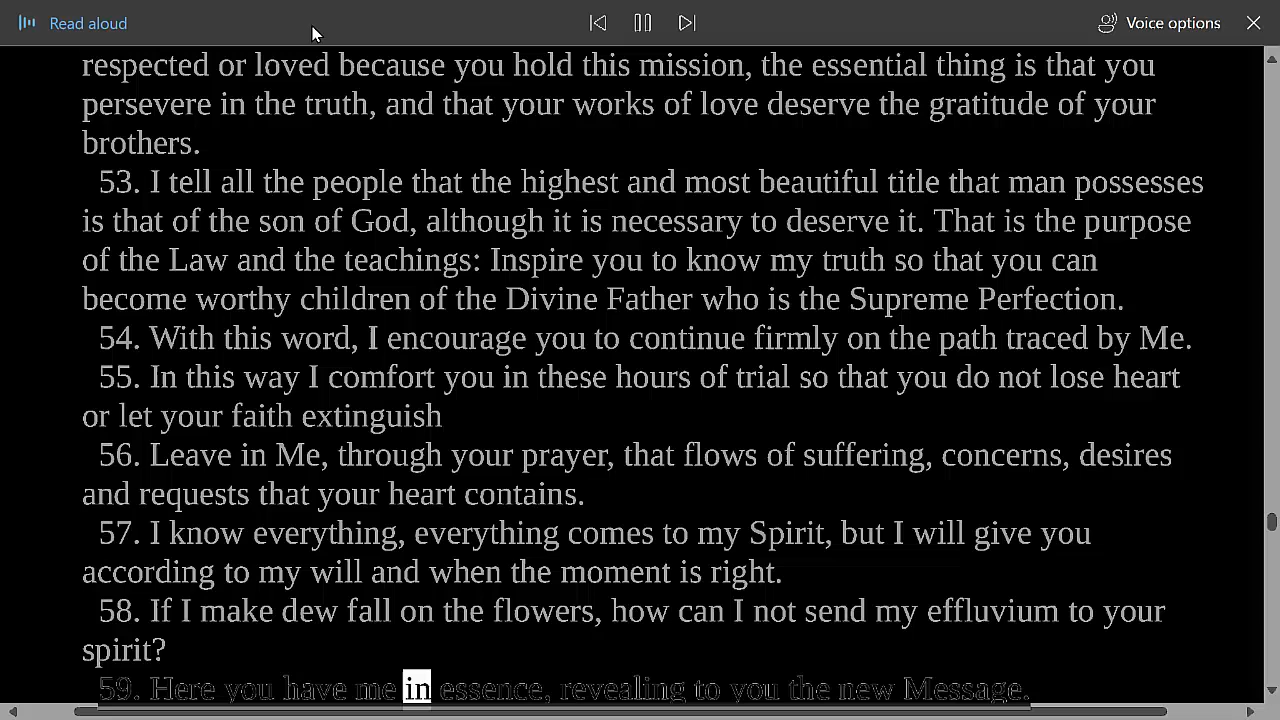 Read aloud
Voice options
respected or loved because you hold this mission, the essential thing is that you
persevere in the truth, and that your works of love deserve the gratitude of your
brothers.
53. I tell all the people that the highest and most beautiful title that man possesses
is that of the son of God, although it is necessary to deserve it. That is the purpose
of the Law and the teachings: Inspire you to know my truth so that you can
become worthy children of the Divine Father who is the Supreme Perfection.
54. With this word, I encourage you to continue firmly on the path traced by Me.
55. In this way I comfort you in these hours of trial so that you do not lose heart
or let your faith extinguish
56. Leave in Me, through your prayer, that flows of suffering, concerns, desires
and requests that your heart contains.
57. I know everything, everything comes to my Spirit, but I will give you
according to my will and when the moment is right.
58. If I make dew fall on the flowers, how can I not send my effluvium to your
spirit?
59. Here you have me in essence, revealing to you the new Message.